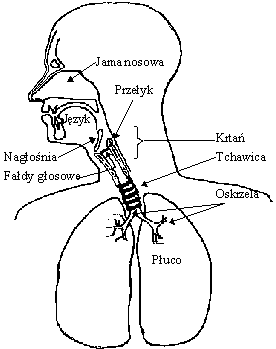 Jama nosowa
Przełyk
Język
Krtań
Nagłośnia
Tchawica
Fałdy głosowe
Oskrzela
Płuco